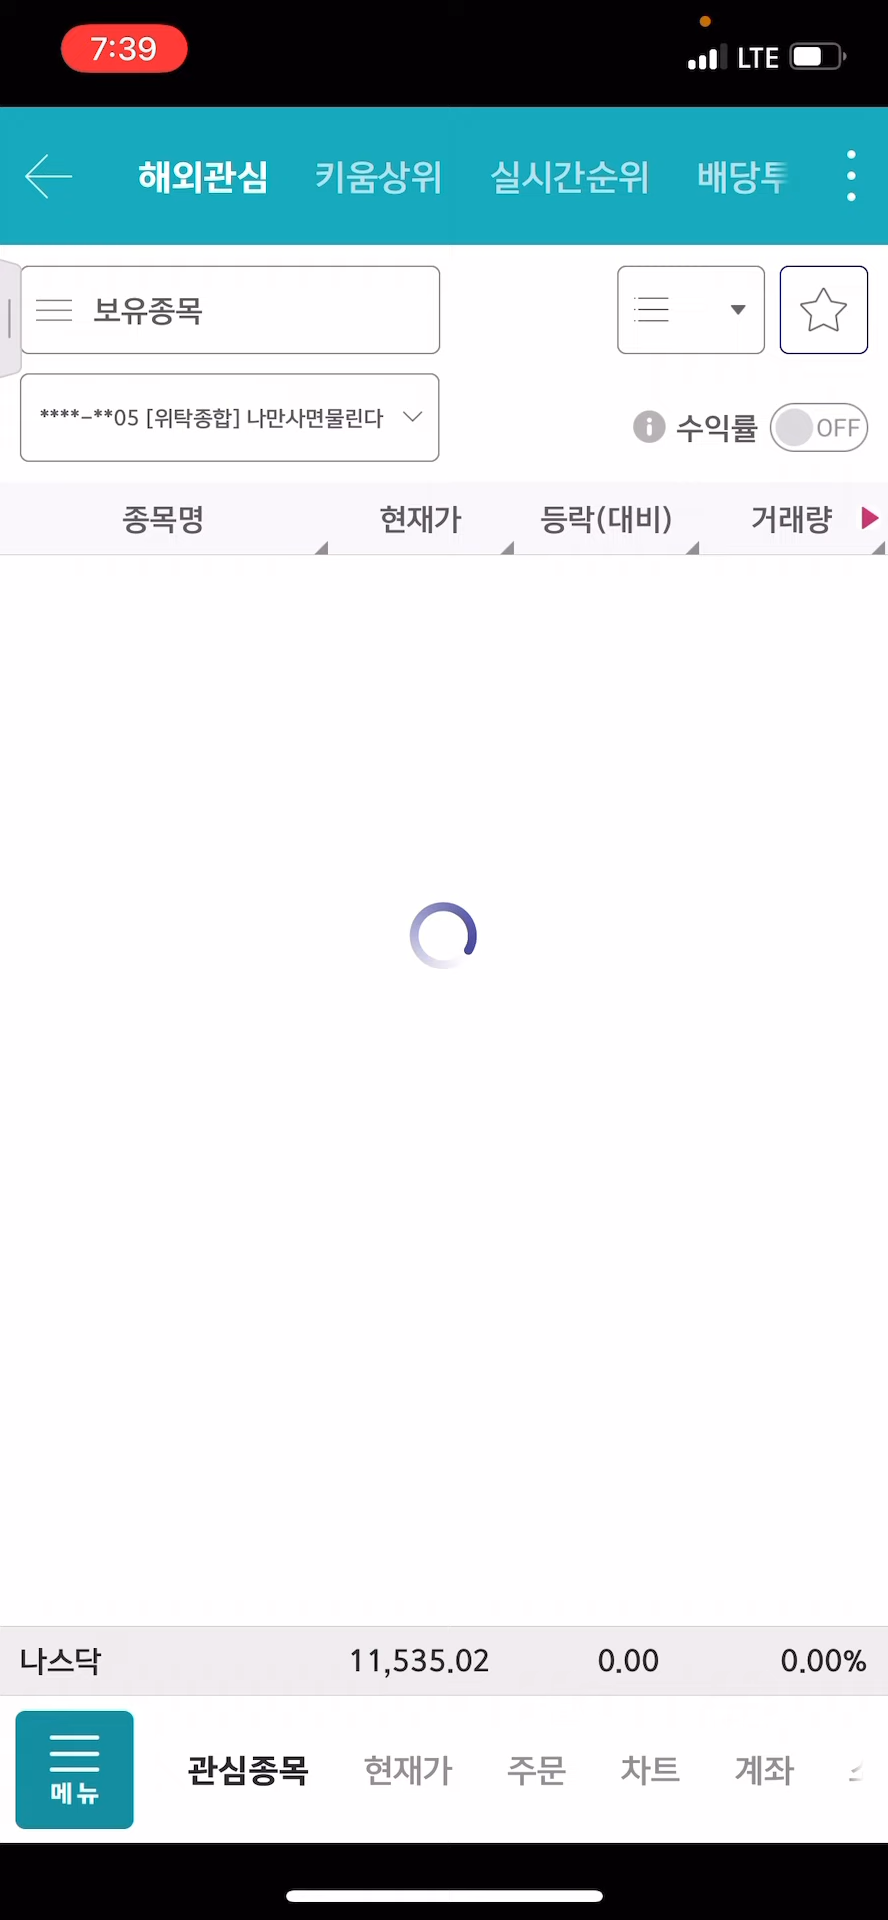 7:39 LTE
해외관심 키움상위 실시간순위 배당투
보유종목
****-**05 [위탁종합] 나만사면물린다
수익률 OFF
종목명 현재가 등락(대비) 거래량
나스닥 11,535.02 0.00 0.00%
메뉴 관심종목 현재가 주문 차트 계좌